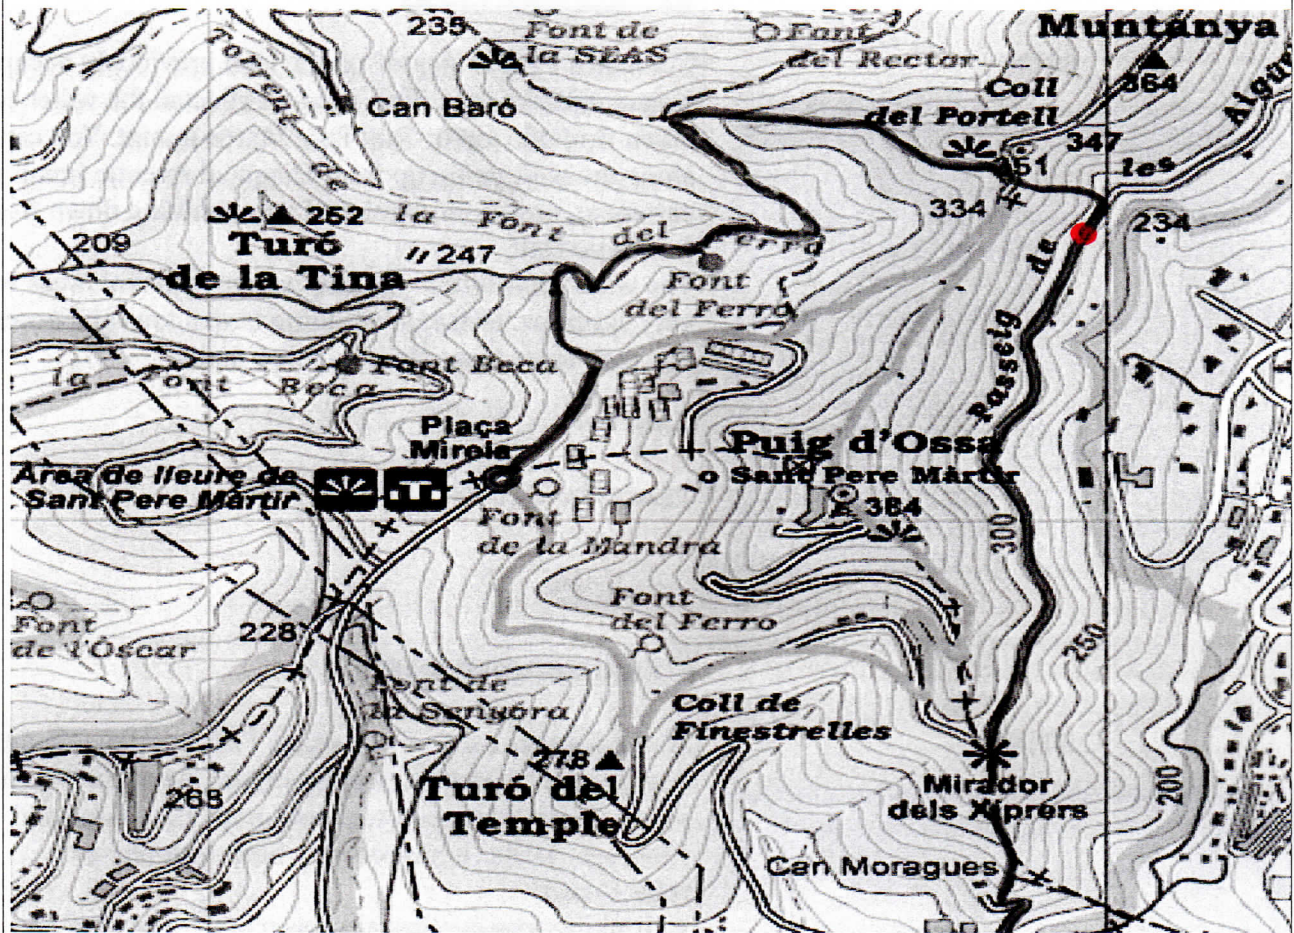 235
Font de
la SEAS
Font
del Rector
Muntanya
364
Torrent
Can Baró
Coll
del Portell
347
351
Aigüe
les
de
la Font del Ferro
252
Turó
de la Tina
209
247
334
234
de
Font
del Ferro
Passeig
la Font Beca
Font Beca
Plaça
Mireia
Puig d'Ossa
o Sant Pere Màrtir
384
Area de lleure de
Sant Pere Màrtir
Font
de la Mandra
300
Font
de l'Òscar
228
Font
del Ferro
250
Font de
la Senyora
Coll de
Finestrelles
278
Turó del
Temple
268
Mirador
dels Xiprers
200
Can Moragues